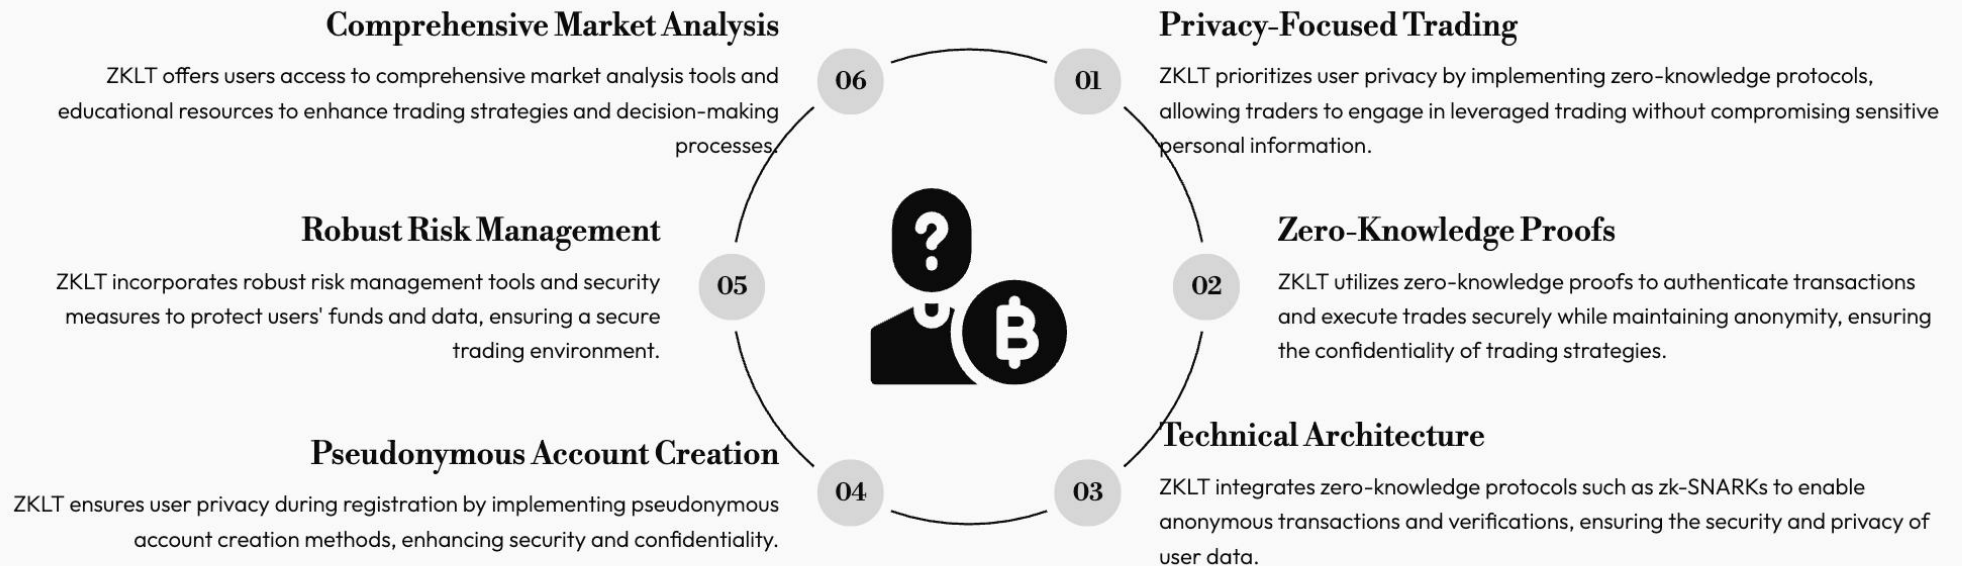 Privacy-Focused Trading
01
ZKLT prioritizes user privacy by implementing zero-knowledge protocols,
allowing traders to engage in leveraged trading without compromising sensitive
personal information.
Zero-Knowledge Proofs
02
ZKLT utilizes zero-knowledge proofs to authenticate transactions
and execute trades securely while maintaining anonymity, ensuring
the confidentiality of trading strategies.
Technical Architecture
03
ZKLT integrates zero-knowledge protocols such as zk-SNARKs to enable
anonymous transactions and verifications, ensuring the security and privacy of
user data.
Pseudonymous Account Creation
04
ZKLT ensures user privacy during registration by implementing pseudonymous
account creation methods, enhancing security and confidentiality.
Robust Risk Management
05
ZKLT incorporates robust risk management tools and security
measures to protect users' funds and data, ensuring a secure
trading environment.
Comprehensive Market Analysis
06
ZKLT offers users access to comprehensive market analysis tools and
educational resources to enhance trading strategies and decision-making
processes.
?
₿